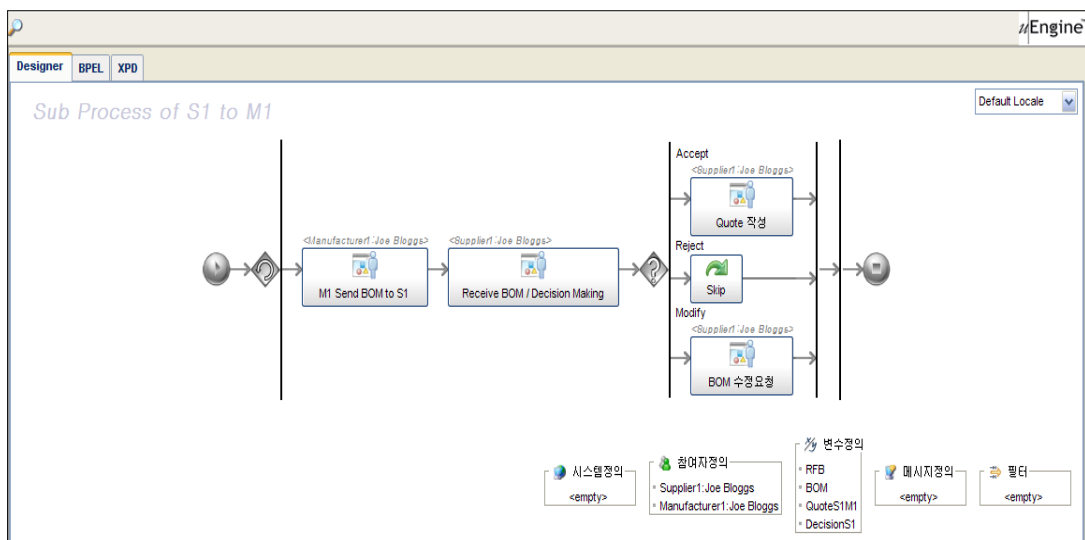 uEngine
Designer BPEL XPD
Sub Process of S1 to M1
Default Locale
Accept
<Supplier1:Joe Bloggs>
Quote 작성
<Manufacturer1:Joe Bloggs>
M1 Send BOM to S1
<Supplier1:Joe Bloggs>
Receive BOM / Decision Making
Reject
Skip
Modify
<Supplier1:Joe Bloggs>
BOM 수정요청
시스템정의
<empty>
참여자정의
Supplier1:Joe Bloggs
Manufacturer1:Joe Bloggs
X/y 변수정의
RFB
BOM
QuoteS1M1
DecisionS1
메시지정의
<empty>
필터
<empty>